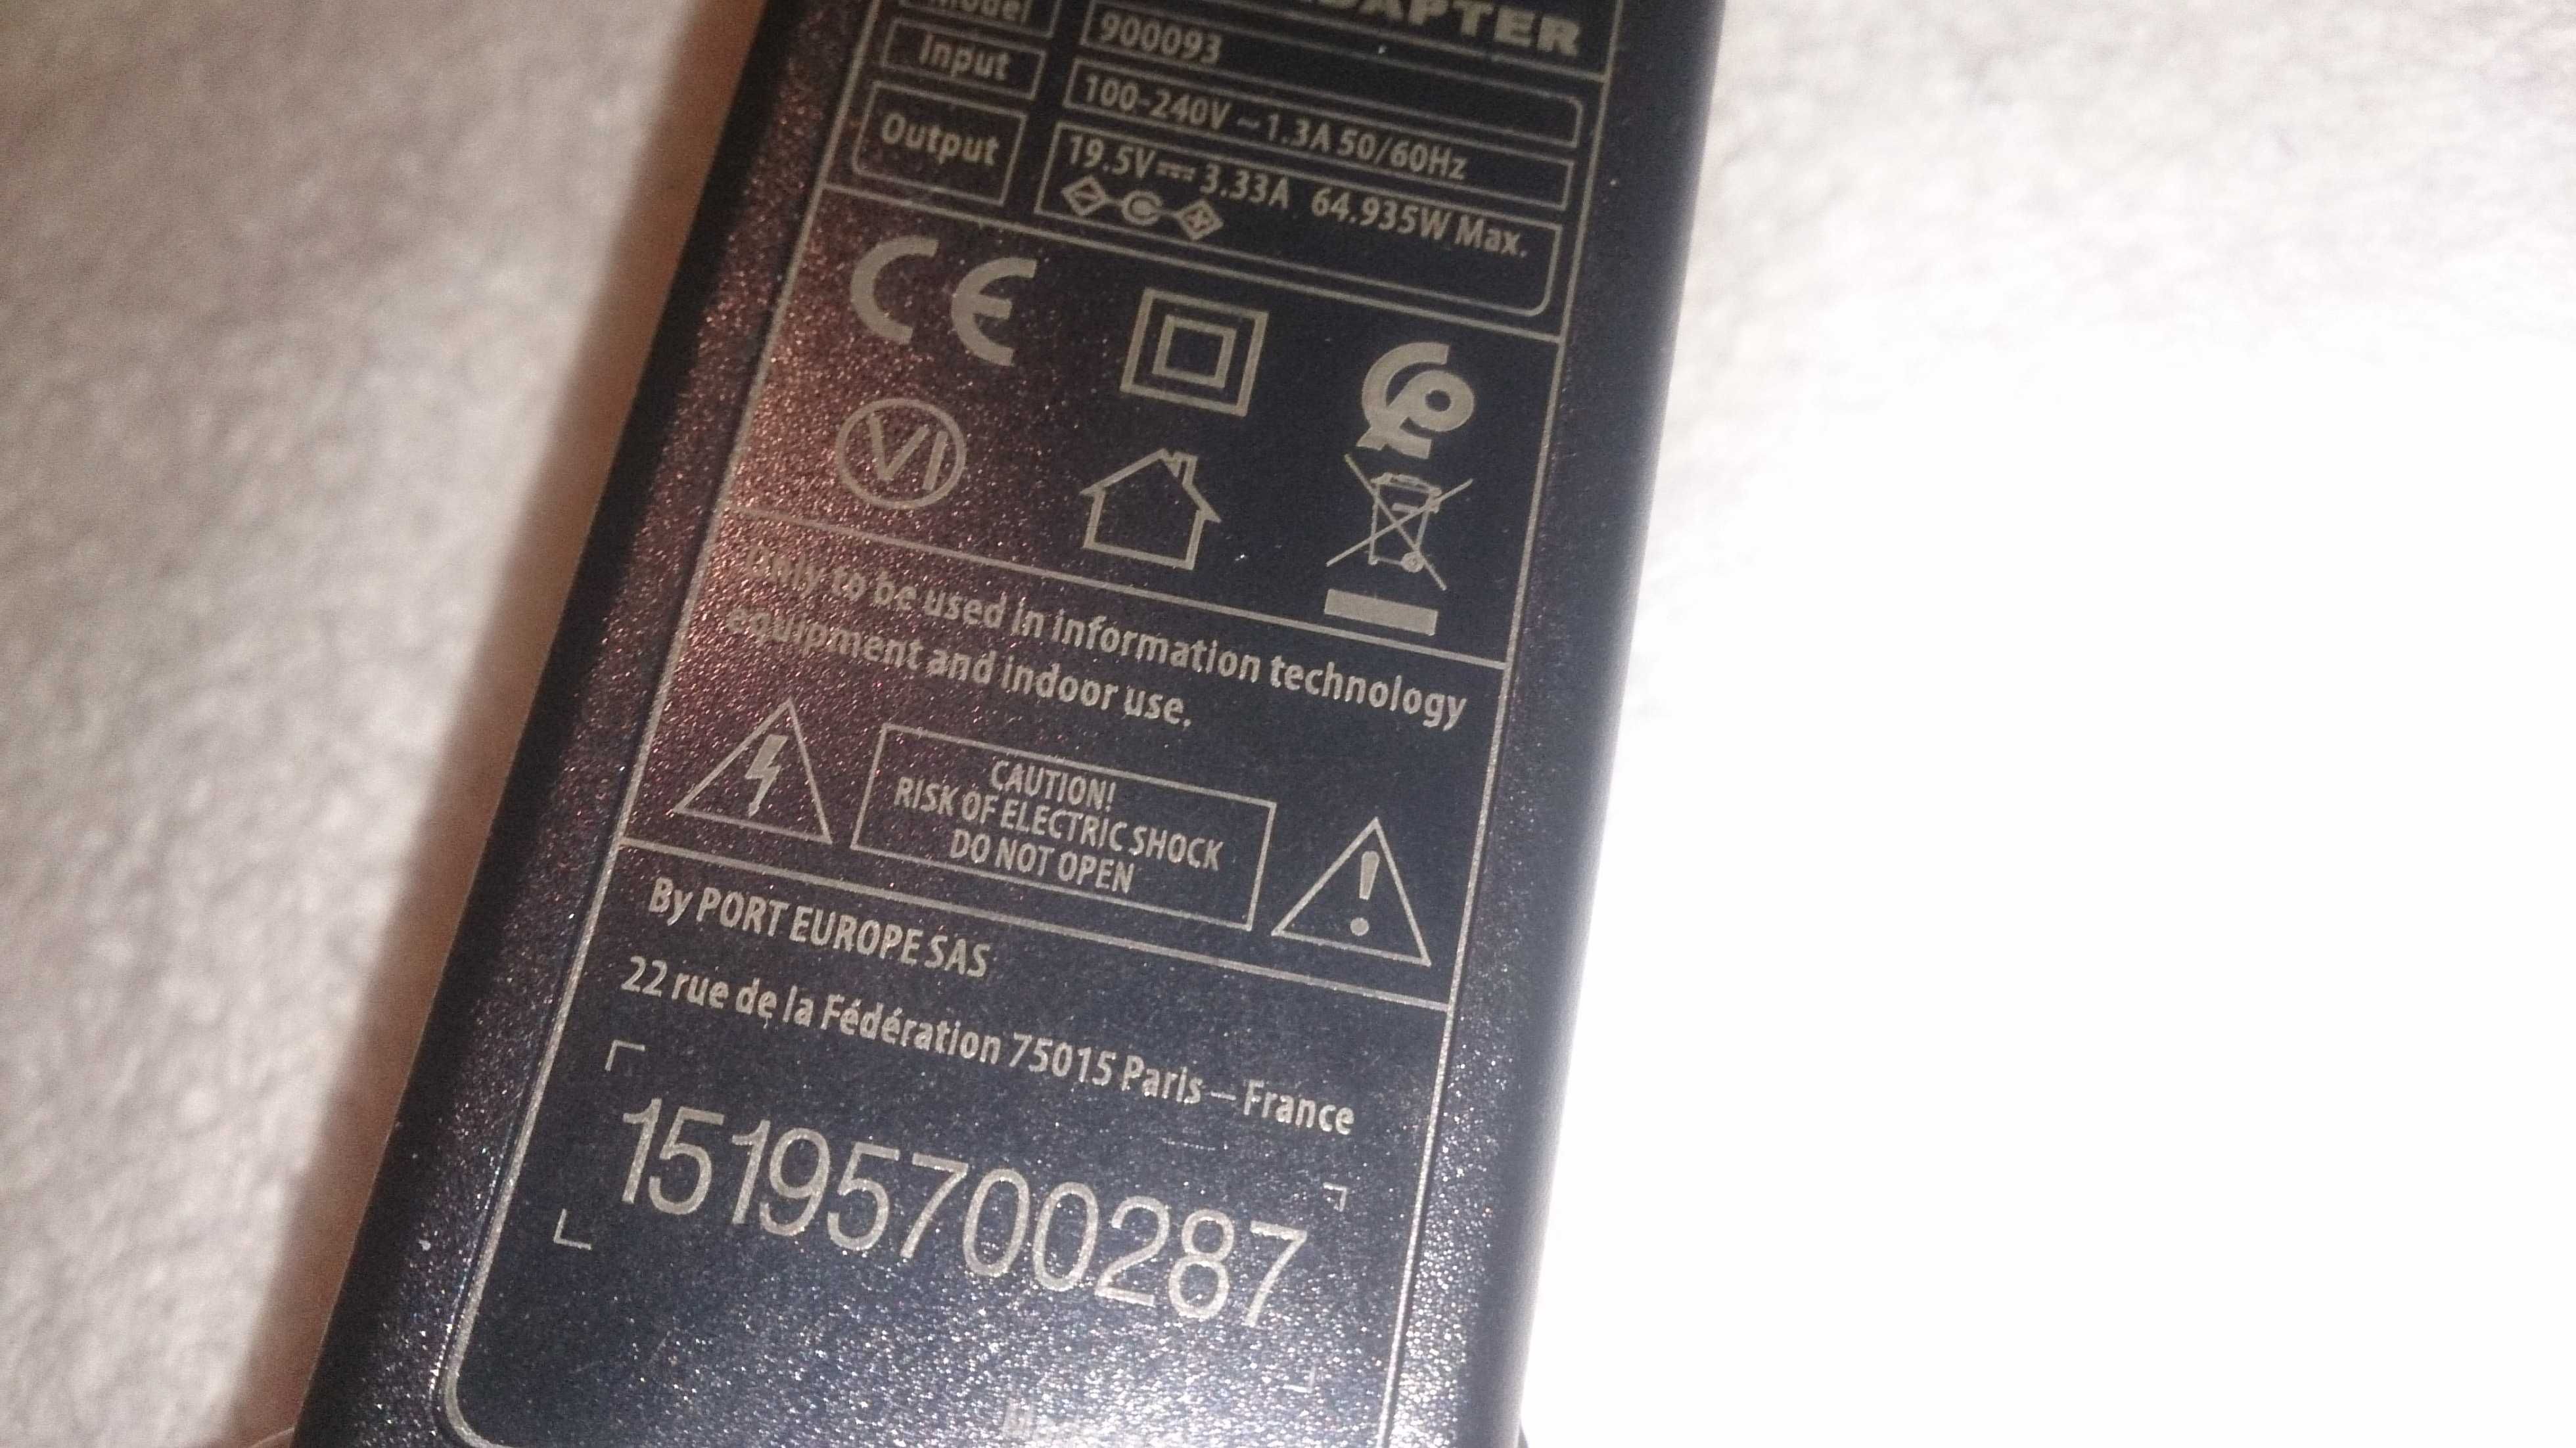 ADAPTER
Model 900093
Input 100-240V ~ 1.3A 50/60Hz
Output 19.5V⎓3.33A 64.935W Max.
CE
VI
Only to be used in information technology
equipment and indoor use.
CAUTION!
RISK OF ELECTRIC SHOCK
DO NOT OPEN
By PORT EUROPE SAS
22 rue de la Fédération 75015 Paris – France
15195700287